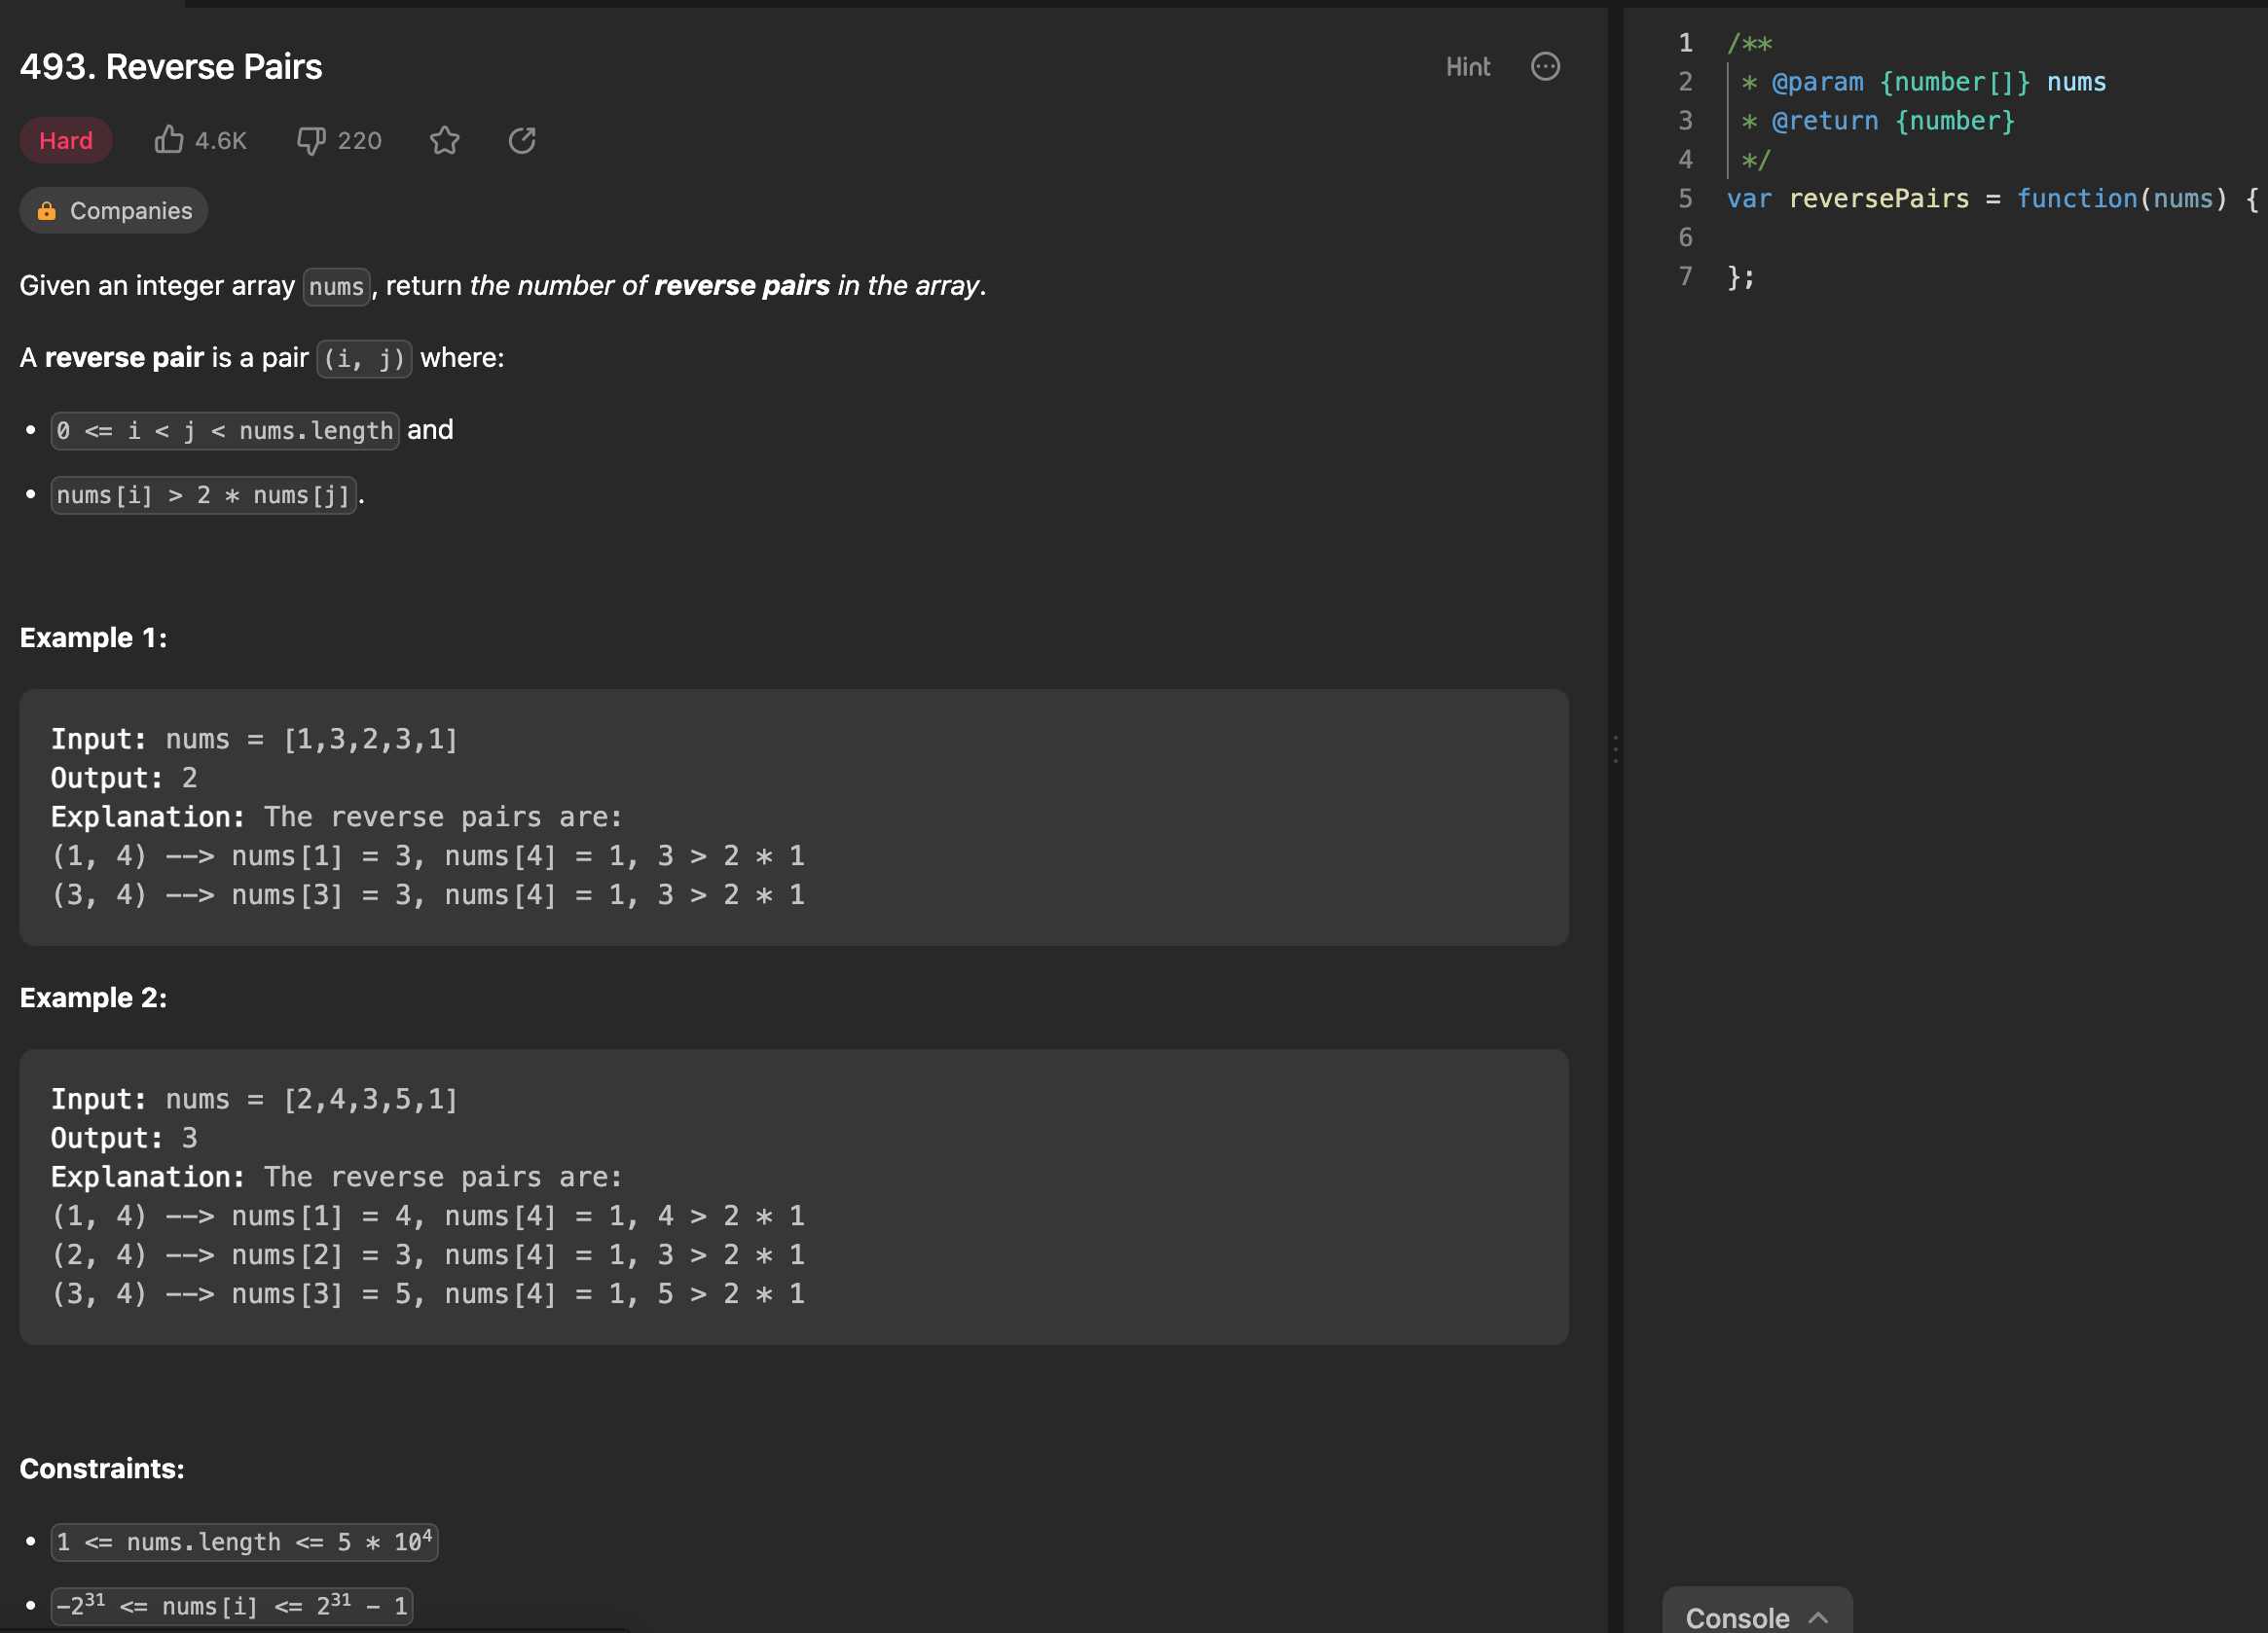 493. Reverse Pairs
Hint
Hard 4.6K 220
Companies
Given an integer array nums, return the number of reverse pairs in the array.
A reverse pair is a pair (i, j) where:
• 0 <= i < j < nums.length and
• nums[i] > 2 * nums[j].
Example 1:
Input: nums = [1,3,2,3,1]
Output: 2
Explanation: The reverse pairs are:
(1, 4) --> nums[1] = 3, nums[4] = 1, 3 > 2 * 1
(3, 4) --> nums[3] = 3, nums[4] = 1, 3 > 2 * 1
Example 2:
Input: nums = [2,4,3,5,1]
Output: 3
Explanation: The reverse pairs are:
(1, 4) --> nums[1] = 4, nums[4] = 1, 4 > 2 * 1
(2, 4) --> nums[2] = 3, nums[4] = 1, 3 > 2 * 1
(3, 4) --> nums[3] = 5, nums[4] = 1, 5 > 2 * 1
Constraints:
• 1 <= nums.length <= 5 * 10⁴
• -2³¹ <= nums[i] <= 2³¹ - 1
1 /**
2 * @param {number[]} nums
3 * @return {number}
4 */
5 var reversePairs = function(nums) {
6
7 };
Console